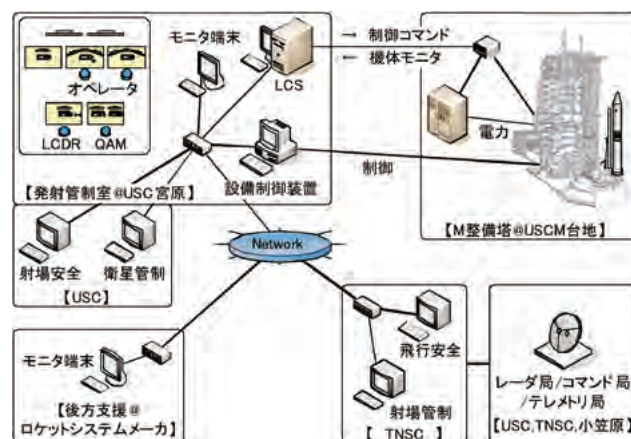 モニタ端末
LCS
→ 制御コマンド
← 機体モニタ
オペレータ
LCDR
QAM
設備制御装置
制御
電力
【発射管制室@USC宮原】
【M整備塔@USCM台地】
射場安全
衛星管制
【USC】
Network
モニタ端末
【後方支援@
ロケットシステムメーカ】
飛行安全
射場管制
【TNSC】
レーダ局/コマンド局
/テレメトリ局
【USC,TNSC,小笠原】